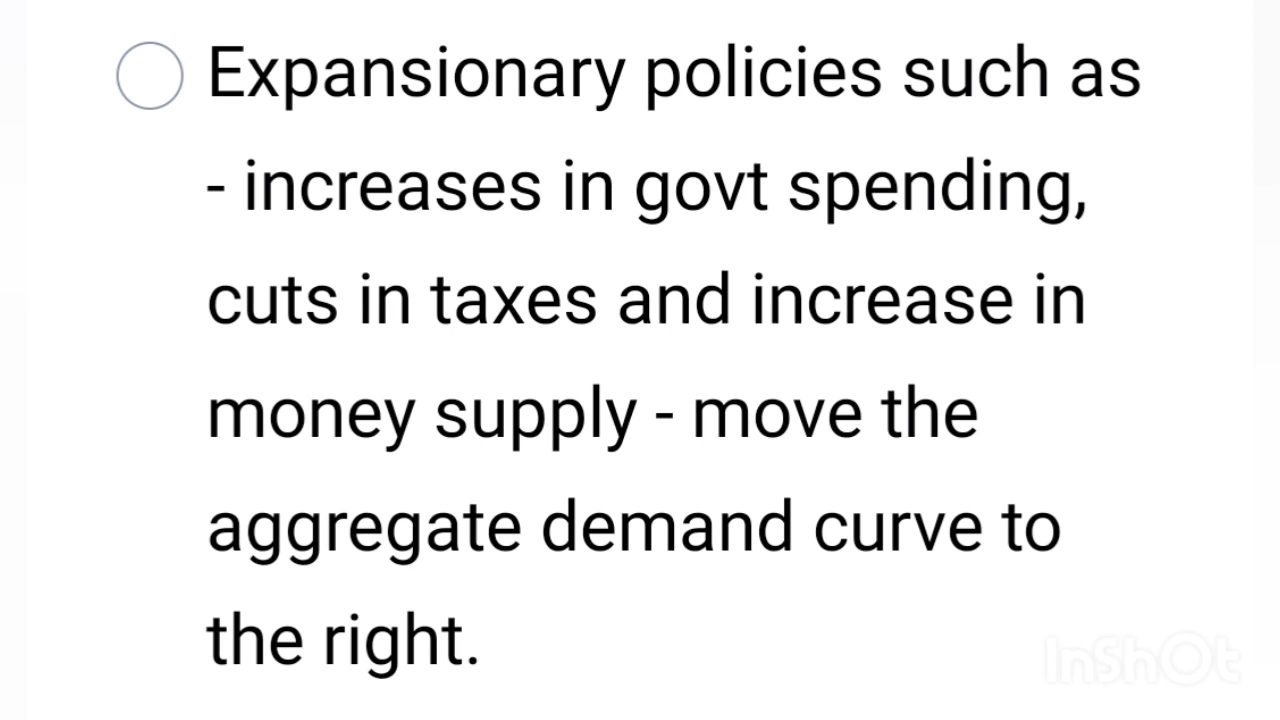 Expansionary policies such as
- increases in govt spending,
cuts in taxes and increase in
money supply - move the
aggregate demand curve to
the right.
InShOt